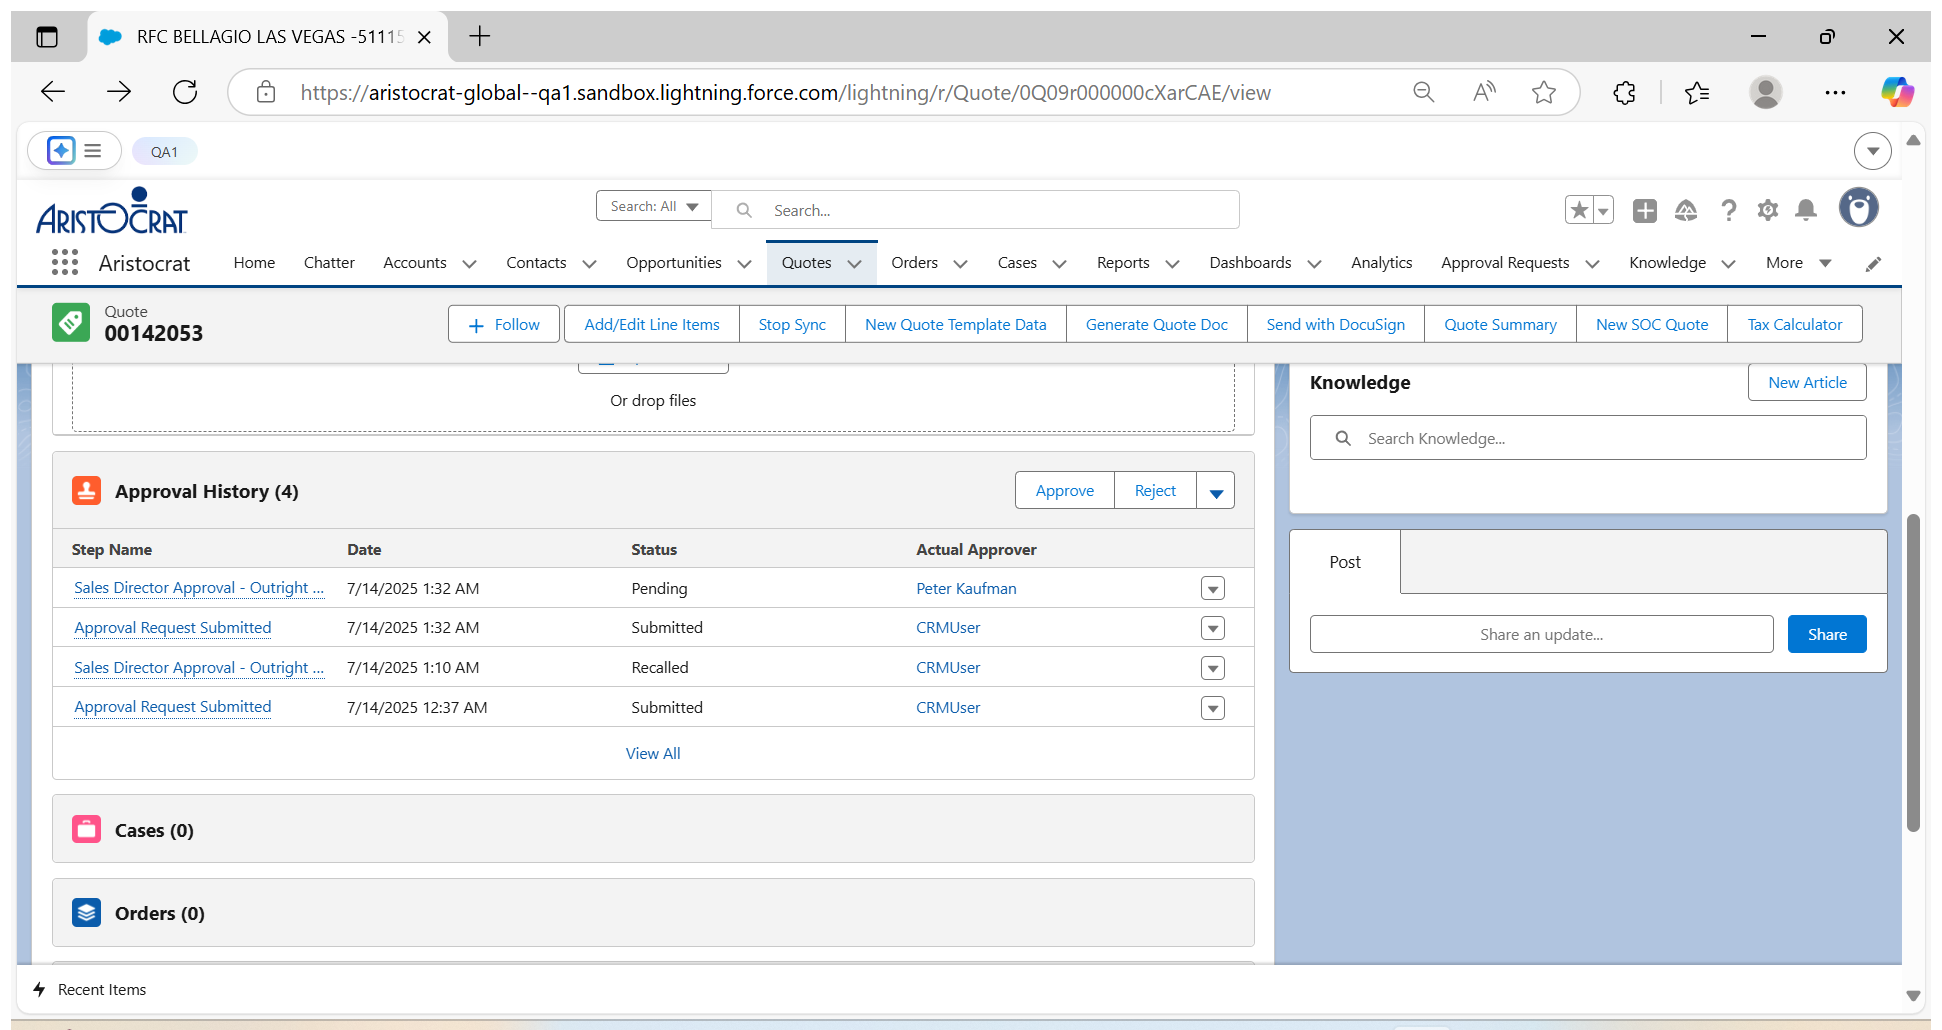 RFC BELLAGIO LAS VEGAS -51115
https://aristocrat-global--qa1.sandbox.lightning.force.com/lightning/r/Quote/0Q09r000000cXarCAE/view
QA1
ARISTOCRAT
Search: All
Search...
Aristocrat
Home
Chatter
Accounts
Contacts
Opportunities
Quotes
Orders
Cases
Reports
Dashboards
Analytics
Approval Requests
Knowledge
More
Quote
00142053
Follow
Add/Edit Line Items
Stop Sync
New Quote Template Data
Generate Quote Doc
Send with DocuSign
Quote Summary
New SOC Quote
Tax Calculator
Or drop files
Approval History (4)
Approve
Reject
Step Name Date Status Actual Approver
Sales Director Approval - Outright ... 7/14/2025 1:32 AM Pending Peter Kaufman
Approval Request Submitted 7/14/2025 1:32 AM Submitted CRMUser
Sales Director Approval - Outright ... 7/14/2025 1:10 AM Recalled CRMUser
Approval Request Submitted 7/14/2025 12:37 AM Submitted CRMUser
View All
Cases (0)
Orders (0)
Knowledge
New Article
Search Knowledge...
Post
Share an update...
Share
Recent Items